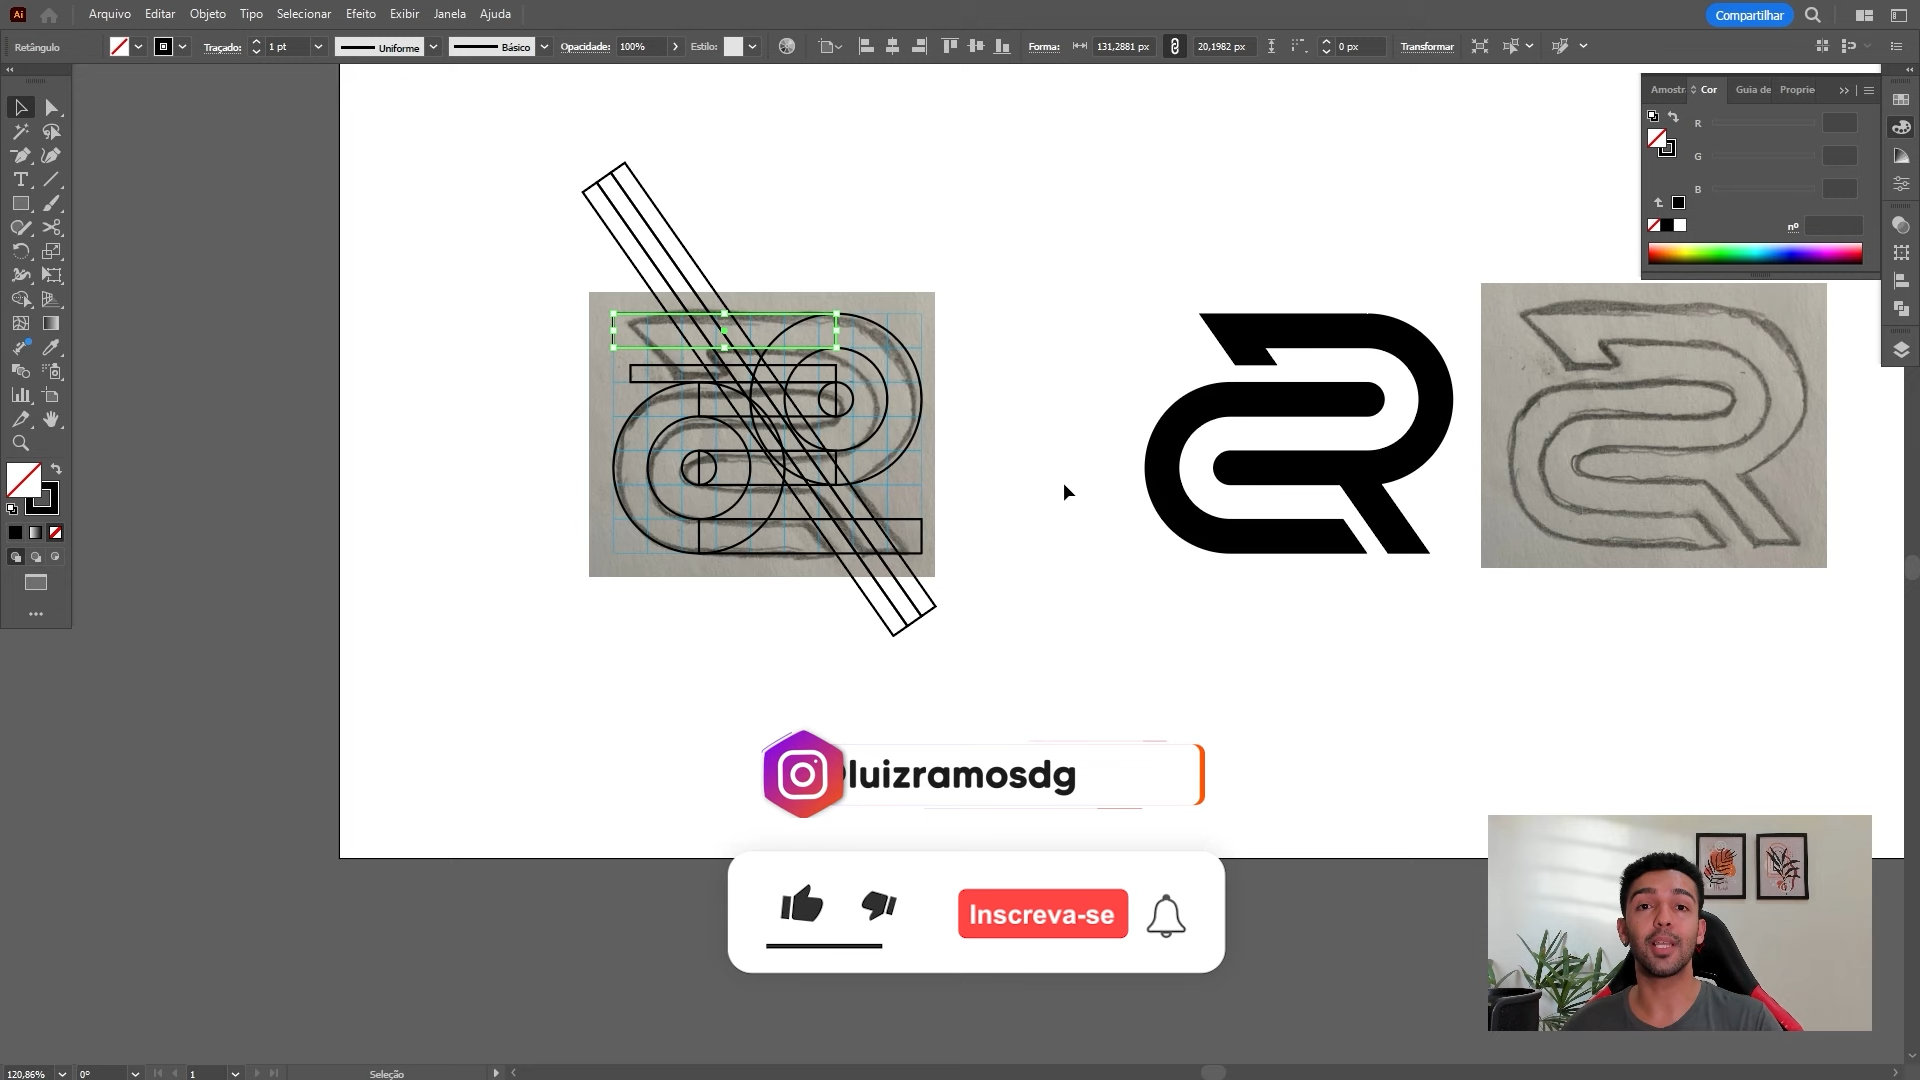 Ai Arquivo Editar Objeto Tipo Selecionar Efeito Exibir Janela Ajuda Compartilhar
Retângulo Traçado: 1 pt Uniforme Básico Opacidade: 100% Estilo: Forma: 131,2881 px 20,1982 px 0 px Transformar
Amostr Cor Guia de Proprie
R
G
B
nº
luizramosdg
Inscreva-se
120,86% 0° 1 Seleção